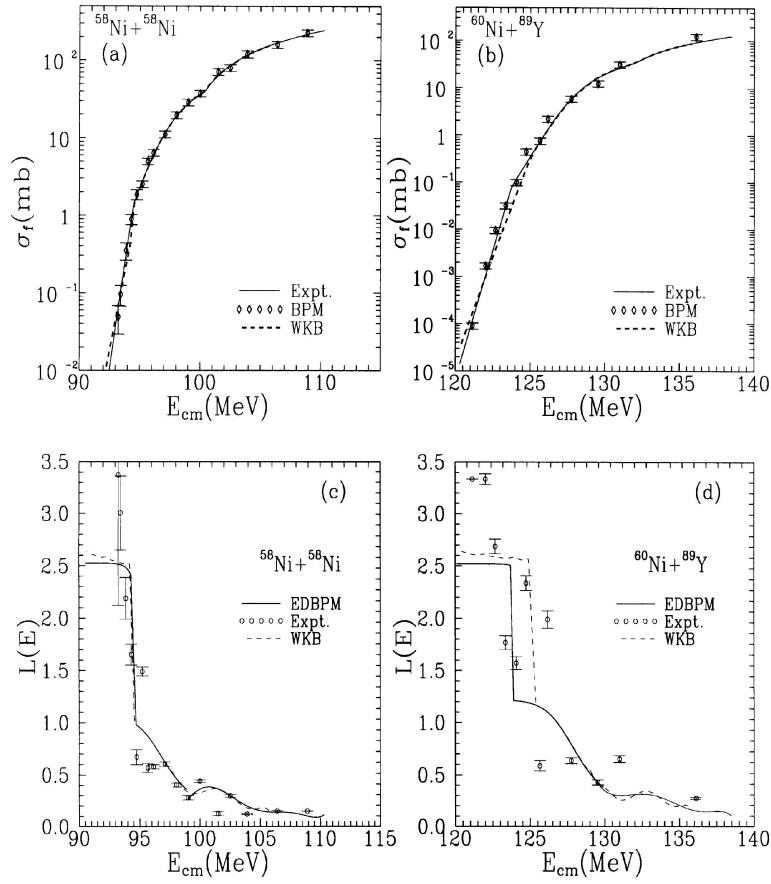 ⁵⁸Ni+⁵⁸Ni
(a)
10²
10
1
10⁻¹
10⁻²
σf(mb)
Expt.
BPM
WKB
90 100 110
Ecm(MeV)
⁶⁰Ni+⁸⁹Y
(b)
10²
10
1
10⁻¹
10⁻²
10⁻³
10⁻⁴
10⁻⁵
σf(mb)
Expt.
BPM
WKB
120 125 130 135 140
Ecm(MeV)
3.5
3.0
2.5
2.0
1.5
1.0
0.5
0.0
L(E)
(c)
⁵⁸Ni+⁵⁸Ni
EDBPM
Expt.
WKB
90 95 100 105 110 115
Ecm(MeV)
3.5
3.0
2.5
2.0
1.5
1.0
0.5
0.0
L(E)
(d)
⁶⁰Ni+⁸⁹Y
EDBPM
Expt.
WKB
120 125 130 135 140
Ecm(MeV)